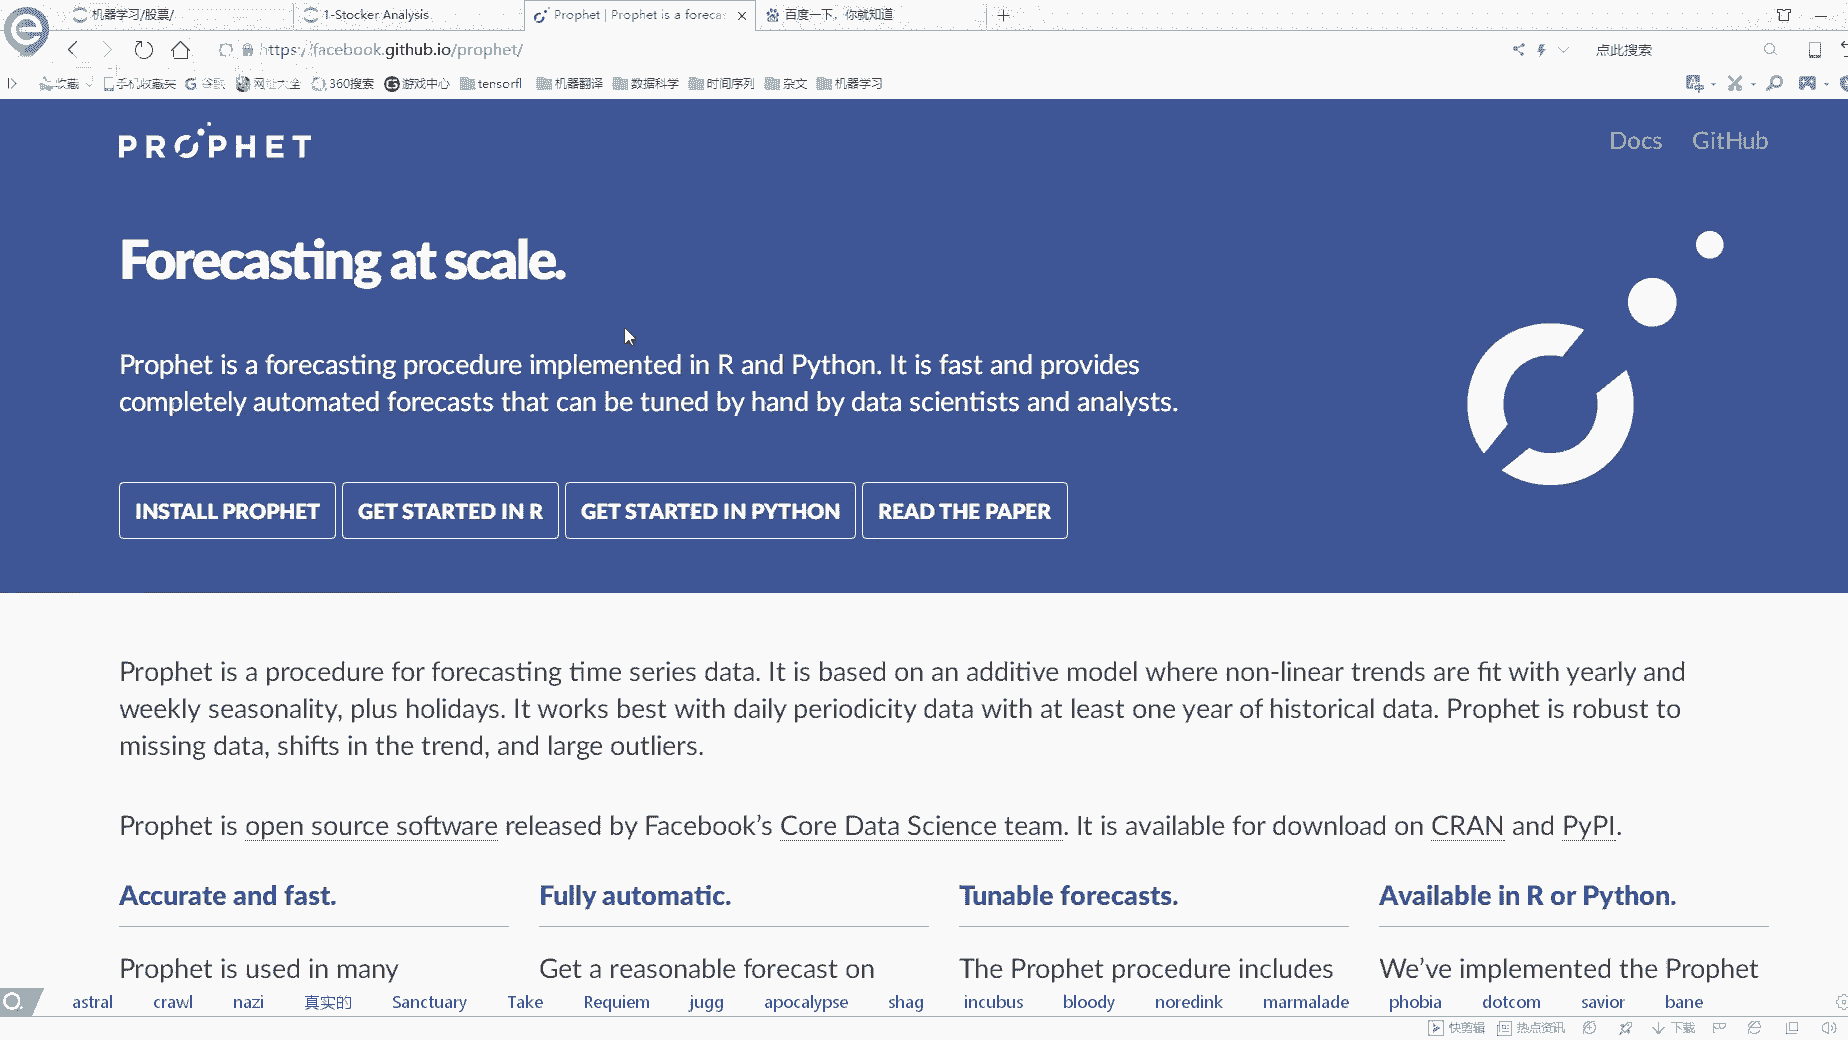 机器学习/股票/
1-Stocker Analysis
Prophet | Prophet is a foreca
百度一下，你就知道
https://facebook.github.io/prophet/
点此搜索
收藏 手机收藏夹 谷歌 网址大全 360搜索 游戏中心 tensorfl 机器翻译 数据科学 时间序列 杂文 机器学习
PROPHET
Docs GitHub
Forecasting at scale.
Prophet is a forecasting procedure implemented in R and Python. It is fast and provides
completely automated forecasts that can be tuned by hand by data scientists and analysts.
INSTALL PROPHET GET STARTED IN R GET STARTED IN PYTHON READ THE PAPER
Prophet is a procedure for forecasting time series data. It is based on an additive model where non-linear trends are fit with yearly and
weekly seasonality, plus holidays. It works best with daily periodicity data with at least one year of historical data. Prophet is robust to
missing data, shifts in the trend, and large outliers.
Prophet is open source software released by Facebook’s Core Data Science team. It is available for download on CRAN and PyPI.
Accurate and fast. Fully automatic. Tunable forecasts. Available in R or Python.
Prophet is used in many Get a reasonable forecast on The Prophet procedure includes We’ve implemented the Prophet
astral crawl nazi 真实的 Sanctuary Take Requiem jugg apocalypse shag incubus bloody noredink marmalade phobia dotcom savior bane
快剪辑 热点资讯 下载